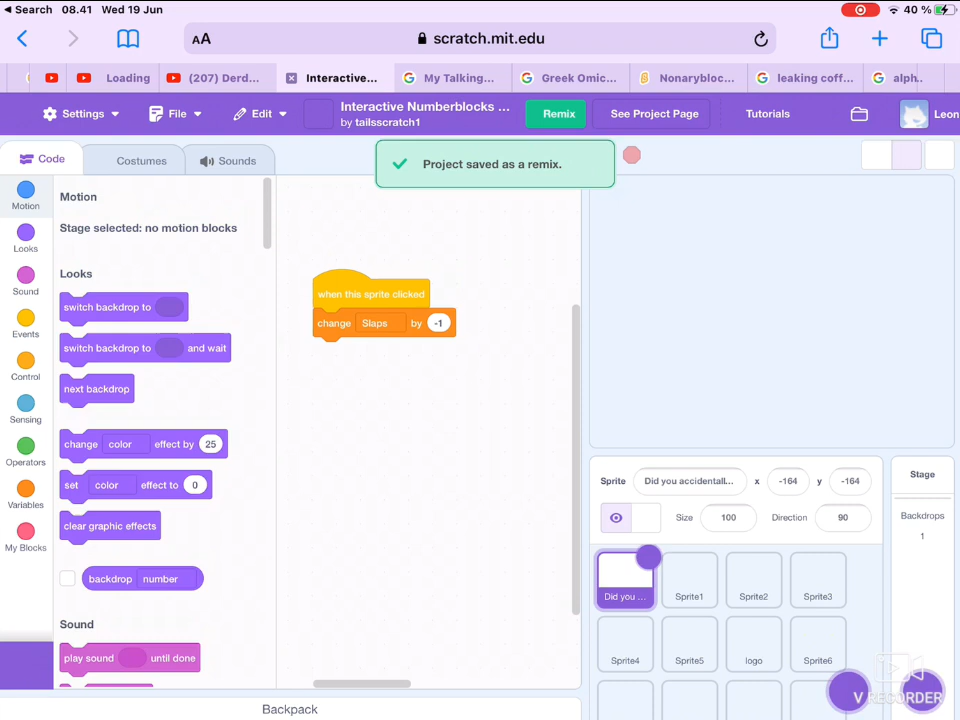 Search 08.41 Wed 19 Jun 40 %
AA scratch.mit.edu
Loading (207) Derd... Interactive... My Talking... Greek Omic... Nonarybloc... leaking coff... alph..
Settings File Edit Interactive Numberblocks ... Remix See Project Page Tutorials Leon
by tailsscratch1
Code Costumes Sounds
Project saved as a remix.
Motion
Looks
Sound
Events
Control
Sensing
Operators
Variables
My Blocks
Motion
Stage selected: no motion blocks
Looks
switch backdrop to
switch backdrop to and wait
next backdrop
change color effect by 25
set color effect to 0
clear graphic effects
backdrop number
Sound
play sound until done
when this sprite clicked
change Slaps by -1
Sprite Did you accidentall... x -164 y -164
Size 100 Direction 90
Stage
Backdrops
1
Did you ... Sprite1 Sprite2 Sprite3
Sprite4 Sprite5 logo Sprite6
Backpack
V RECORDER